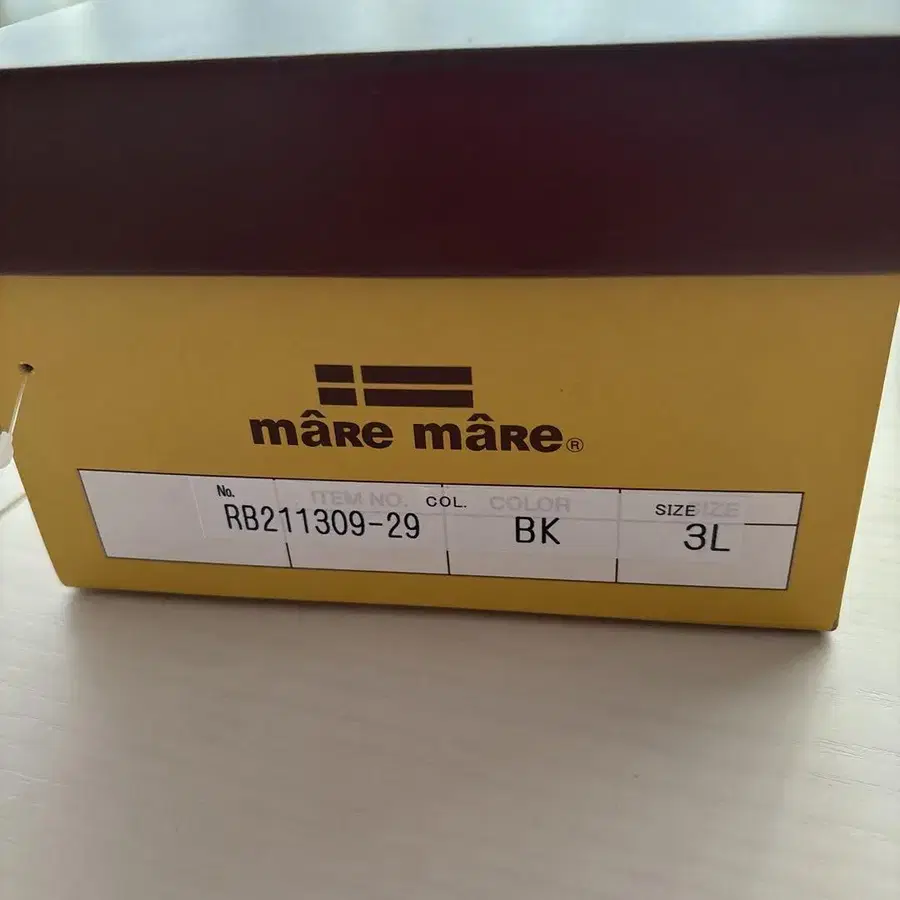 mâre mâre®
No. ITEM NO. COL. COLOR SIZE SIZE
RB211309-29 BK 3L